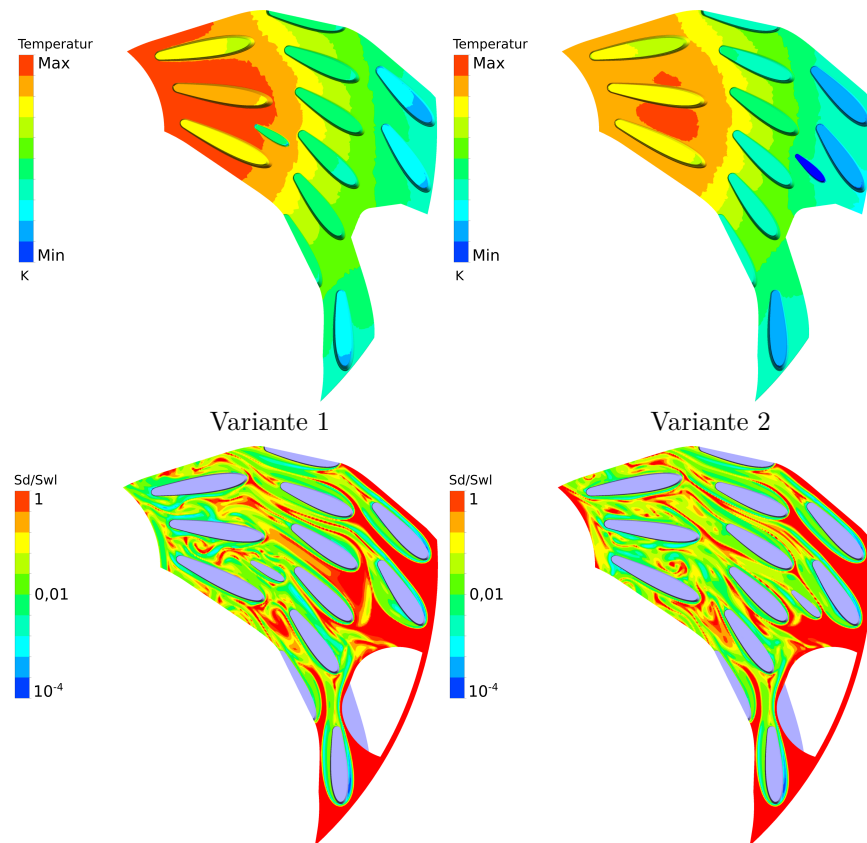 Temperatur
Max
Min
K
Temperatur
Max
Min
K
Variante 1
Variante 2
Sd/Swl
1
0,01
10⁻⁴
Sd/Swl
1
0,01
10⁻⁴